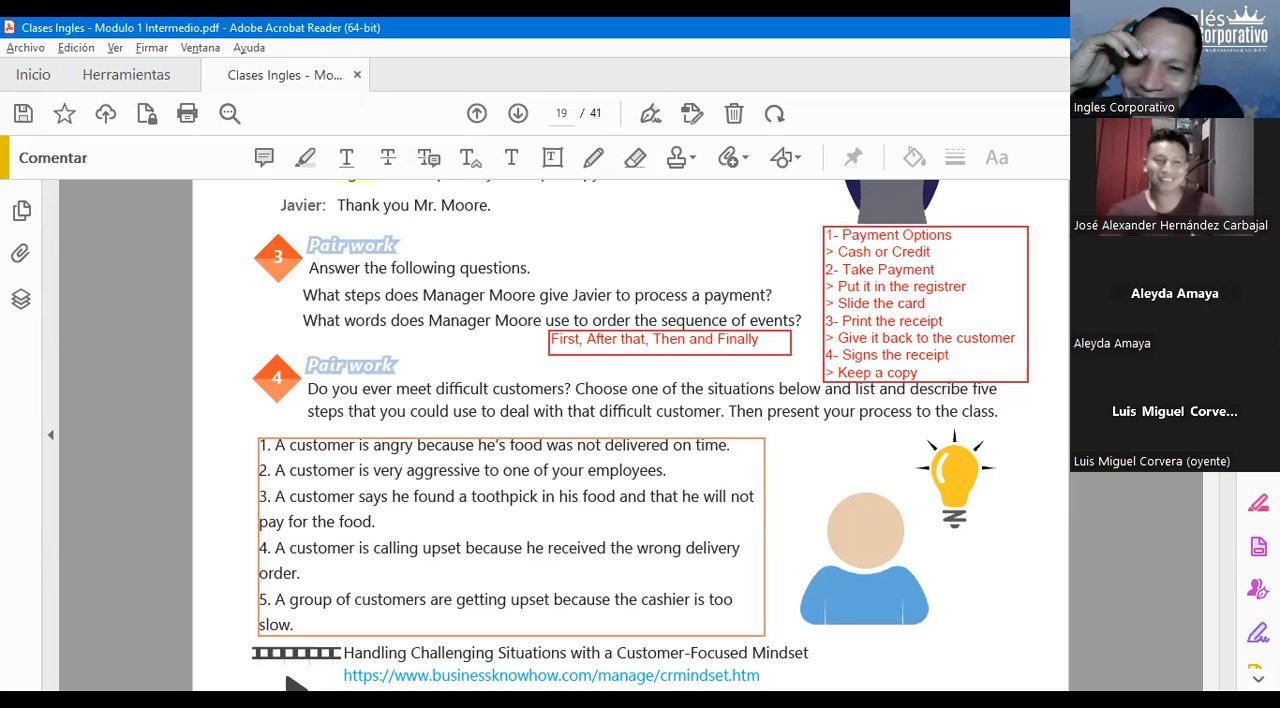 Clases Ingles - Modulo 1 Intermedio.pdf - Adobe Acrobat Reader (64-bit)
Archivo Edición Ver Firmar Ventana Ayuda
Inicio Herramientas Clases Ingles - Mo... ×
19 / 41
Comentar
Javier: Thank you Mr. Moore.
3 Pair work
Answer the following questions.
What steps does Manager Moore give Javier to process a payment?
What words does Manager Moore use to order the sequence of events?
First, After that, Then and Finally
1- Payment Options
> Cash or Credit
2- Take Payment
> Put it in the registrer
> Slide the card
3- Print the receipt
> Give it back to the customer
4- Signs the receipt
> Keep a copy
4 Pair work
Do you ever meet difficult customers? Choose one of the situations below and list and describe five
steps that you could use to deal with that difficult customer. Then present your process to the class.
1. A customer is angry because he's food was not delivered on time.
2. A customer is very aggressive to one of your employees.
3. A customer says he found a toothpick in his food and that he will not
pay for the food.
4. A customer is calling upset because he received the wrong delivery
order.
5. A group of customers are getting upset because the cashier is too
slow.
Handling Challenging Situations with a Customer-Focused Mindset
https://www.businessknowhow.com/manage/crmindset.htm
Ingles Corporativo
José Alexander Hernández Carbajal
Aleyda Amaya
Aleyda Amaya
Luis Miguel Corve...
Luis Miguel Corvera (oyente)